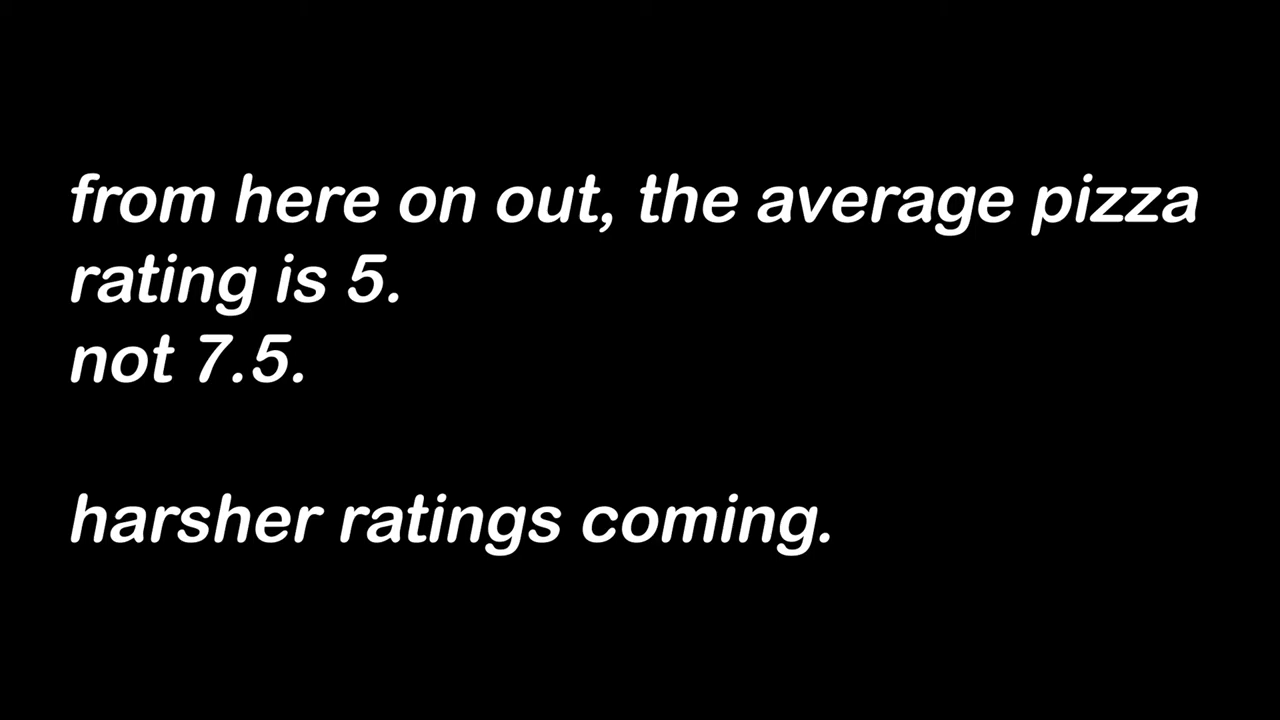 from here on out, the average pizza
rating is 5.
not 7.5.
harsher ratings coming.